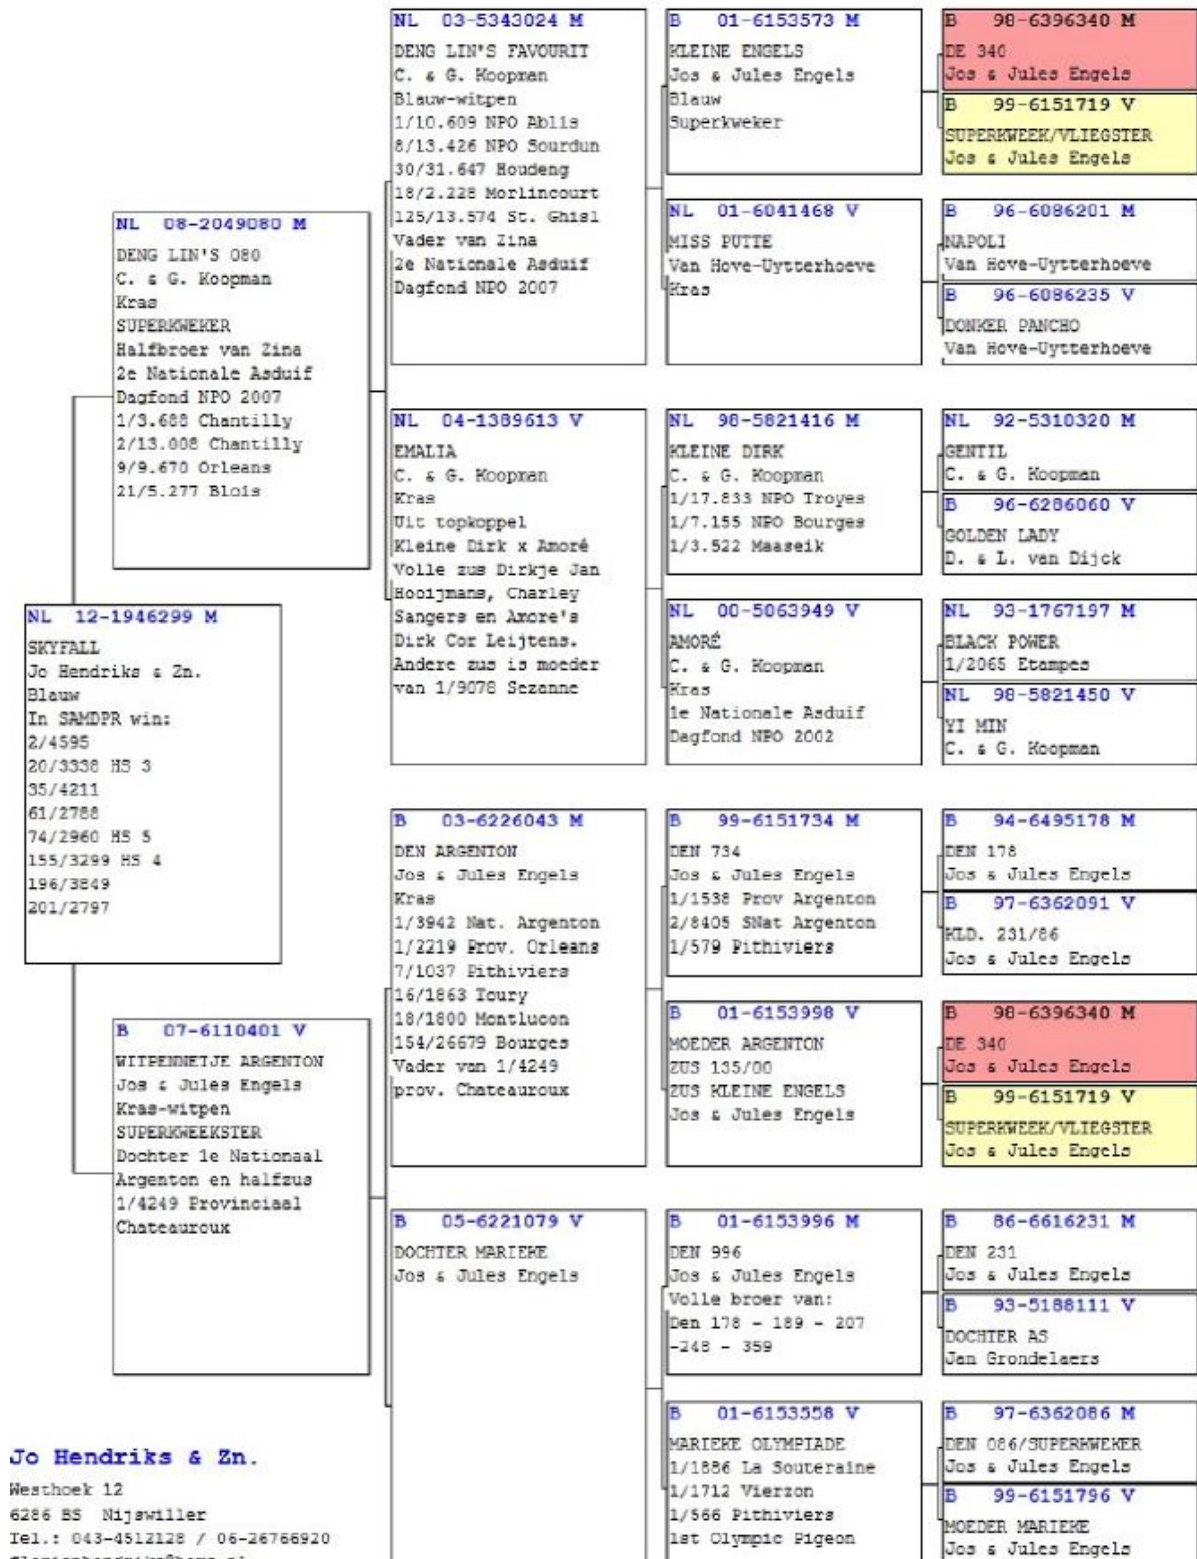 NL 12-1946299 M
SKYFALL
Jo Hendriks & Zn.
Blauw
In SAMDPR win:
2/4595
20/3338 HS 3
35/4211
61/2788
74/2960 HS 5
155/3299 HS 4
196/3849
201/2797
NL 08-2049080 M
DENG LIN'S 080
C. & G. Koopman
Kras
SUPERKWEKER
Halfbroer van Zina
2e Nationale Asduif
Dagfond NPO 2007
1/3.688 Chantilly
2/13.008 Chantilly
9/9.670 Orleans
21/5.277 Blois
B 07-6110401 V
WITPENNETJE ARGENTON
Jos & Jules Engels
Kras-witpen
SUPERKWEEKSTER
Dochter 1e Nationaal
Argenton en halfzus
1/4249 Provinciaal
Chateauroux
NL 03-5343024 M
DENG LIN'S FAVOURIT
C. & G. Koopman
Blauw-witpen
1/10.609 NPO Ablis
8/13.426 NPO Sourdun
30/31.647 Houdeng
18/2.228 Morlincourt
125/13.574 St. Ghisl
Vader van Zina
2e Nationale Asduif
Dagfond NPO 2007
NL 04-1389613 V
EMALIA
C. & G. Koopman
Kras
Uit topkoppel
Kleine Dirk x Amoré
Volle zus Dirkje Jan
Hooijmans, Charley
Sangers en Amore's
Dirk Cor Leijtens.
Andere zus is moeder
van 1/9078 Sezanne
B 03-6226043 M
DEN ARGENTON
Jos & Jules Engels
Kras
1/3942 Nat. Argenton
1/2219 Prov. Orleans
7/1037 Pithiviers
16/1863 Toury
18/1800 Montlucon
154/26679 Bourges
Vader van 1/4249
prov. Chateauroux
B 05-6221079 V
DOCHTER MARIEKE
Jos & Jules Engels
B 01-6153573 M
KLEINE ENGELS
Jos & Jules Engels
Blauw
Superkweker
NL 01-6041468 V
MISS PUTTE
Van Hove-Uytterhoeve
Kras
NL 98-5821416 M
KLEINE DIRK
C. & G. Koopman
1/17.833 NPO Troyes
1/7.155 NPO Bourges
1/3.522 Maaseik
NL 00-5063949 V
AMORÉ
C. & G. Koopman
Kras
1e Nationale Asduif
Dagfond NPO 2002
B 99-6151734 M
DEN 734
Jos & Jules Engels
1/1538 Prov Argenton
2/8405 SNat Argenton
1/579 Pithiviers
B 01-6153998 V
MOEDER ARGENTON
ZUS 135/00
ZUS KLEINE ENGELS
Jos & Jules Engels
B 01-6153996 M
DEN 996
Jos & Jules Engels
Volle broer van:
Den 178 - 189 - 207
-248 - 359
B 01-6153558 V
MARIEKE OLYMPIADE
1/1886 La Souteraine
1/1712 Vierzon
1/566 Pithiviers
1st Olympic Pigeon
B 98-6396340 M
DE 340
Jos & Jules Engels
B 99-6151719 V
SUPERKWEEK/VLIEGSTER
Jos & Jules Engels
B 96-6086201 M
NAPOLI
Van Hove-Uytterhoeve
B 96-6086235 V
DONKER PANCHO
Van Hove-Uytterhoeve
NL 92-5310320 M
GENTIL
C. & G. Koopman
B 96-6286060 V
GOLDEN LADY
D. & L. van Dijck
NL 93-1767197 M
BLACK POWER
1/2065 Etampes
NL 98-5821450 V
YI MIN
C. & G. Koopman
B 94-6495178 M
DEN 178
Jos & Jules Engels
B 97-6362091 V
KLD. 231/86
Jos & Jules Engels
B 98-6396340 M
DE 340
Jos & Jules Engels
B 99-6151719 V
SUPERKWEEK/VLIEGSTER
Jos & Jules Engels
B 86-6616231 M
DEN 231
Jos & Jules Engels
B 93-5188111 V
DOCHTER AS
Jan Grondelaers
B 97-6362086 M
DEN 086/SUPERKWEKER
Jos & Jules Engels
B 99-6151796 V
MOEDER MARIEKE
Jos & Jules Engels
Jo Hendriks & Zn.
Westhoek 12
6286 BS Nijswiller
Tel.: 043-4512128 / 06-26766920